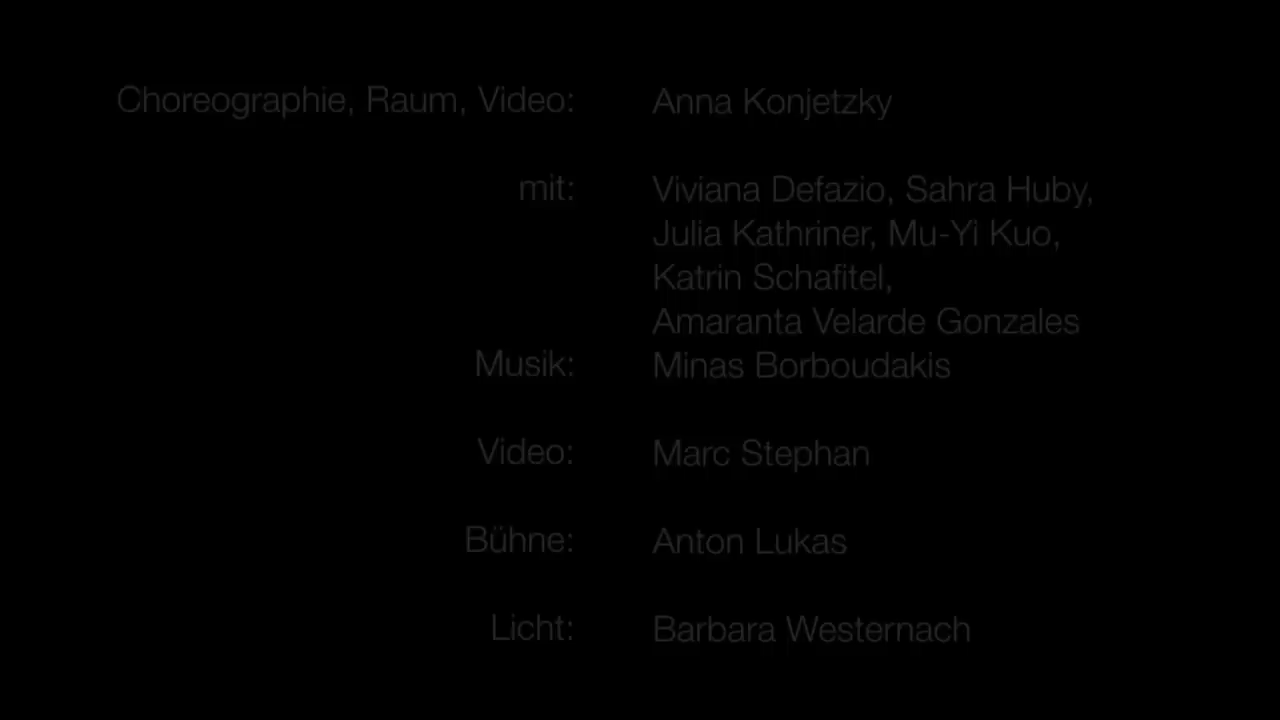 Choreographie, Raum, Video: Anna Konjetzky
mit: Viviana Defazio, Sahra Huby,
Julia Kathriner, Mu-Yi Kuo,
Katrin Schafitel,
Amaranta Velarde Gonzales
Musik: Minas Borboudakis
Video: Marc Stephan
Bühne: Anton Lukas
Licht: Barbara Westernach